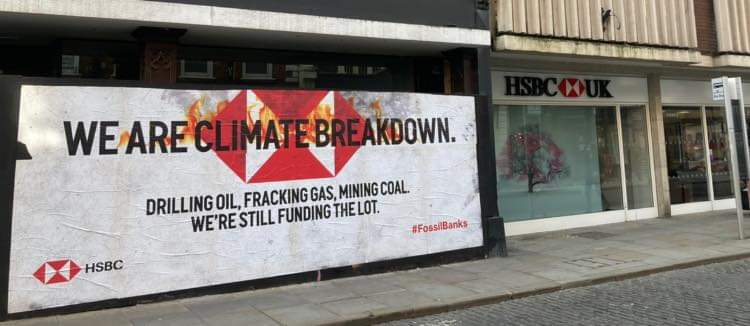 WE ARE CLIMATE BREAKDOWN.
DRILLING OIL, FRACKING GAS, MINING COAL.
WE'RE STILL FUNDING THE LOT.
#FossilBanks
HSBC
HSBC UK